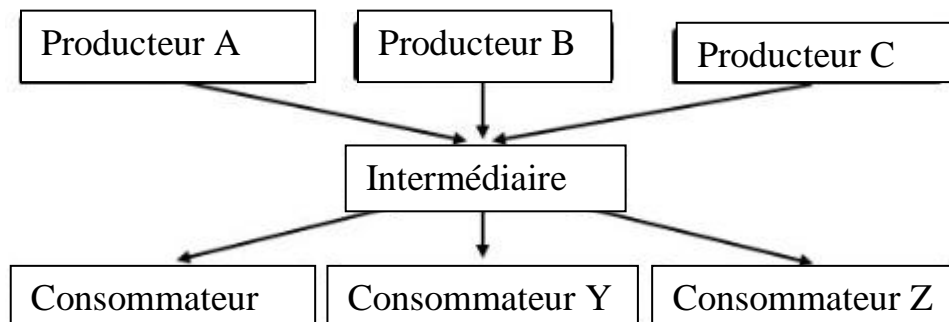 Producteur A
Producteur B
Producteur C
Intermédiaire
Consommateur
Consommateur Y
Consommateur Z